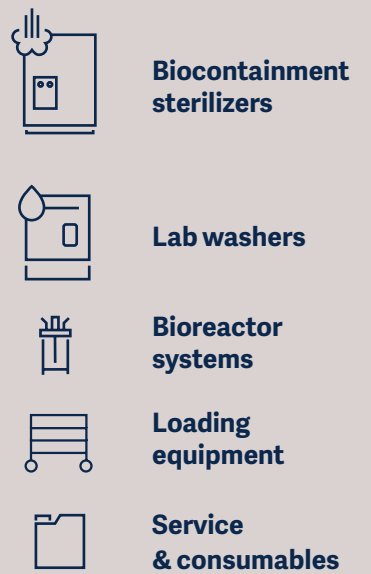 Biocontainment
sterilizers
Lab washers
Bioreactor
systems
Loading
equipment
Service
& consumables